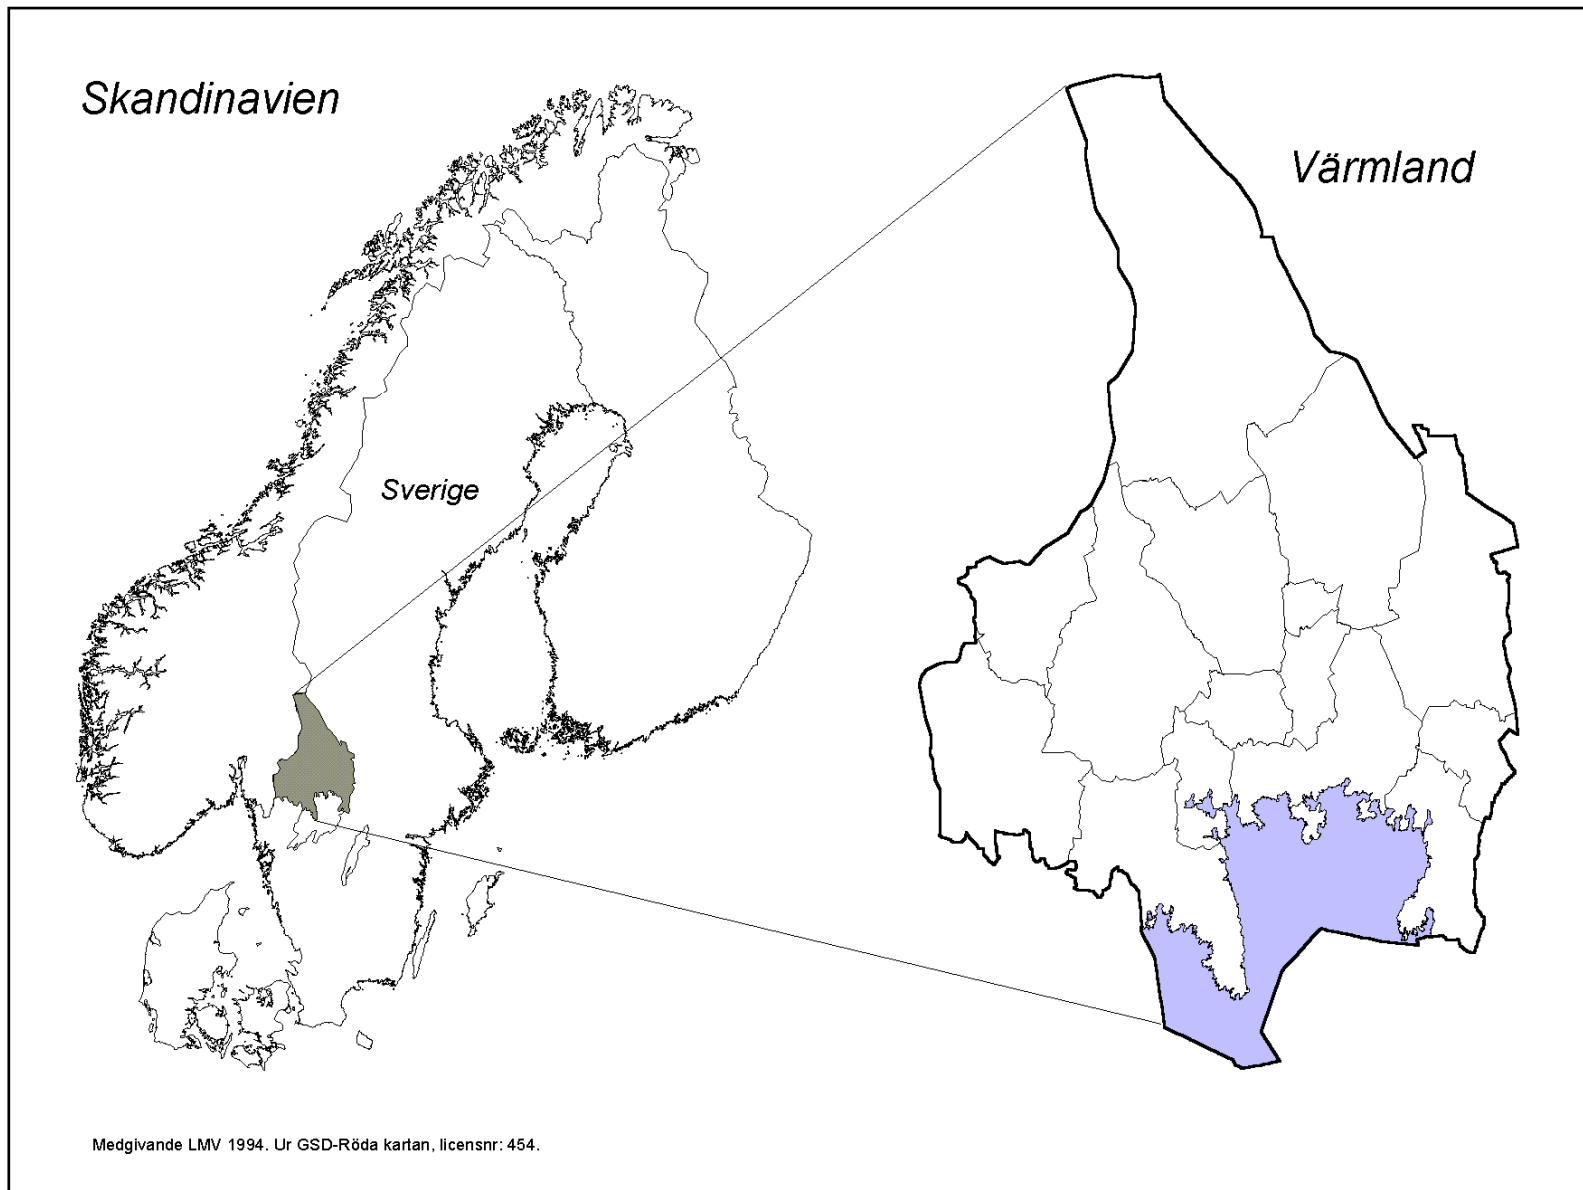 Skandinavien
Värmland
Sverige
Medgivande LMV 1994. Ur GSD-Röda kartan, licensnr: 454.